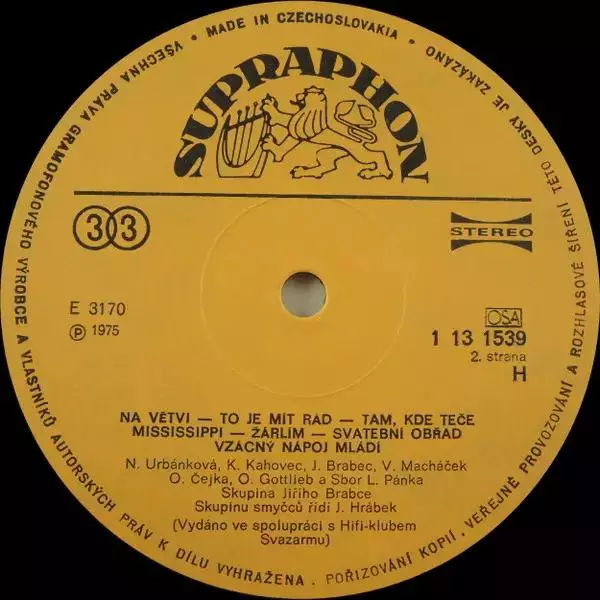 VŠECHNA PRÁVA GRAMOFONOVÉHO VÝROBCE A VLASTNÍKŮ AUTORSKÝCH PRÁV K DÍLU VYHRAŽENA . POŘIZOVÁNÍ KOPIÍ . VEŘEJNÉ PROVOZOVÁNÍ A ROZHLASOVÉ ŠÍŘENÍ TÉTO DESKY JE ZAKÁZÁNO
• MADE IN CZECHOSLOVAKIA •
SUPRAPHON
33
STEREO
E 3170
℗ 1975
OSA
1 13 1539
2. strana
H
NA VĚTVI — TO JE MÍT RÁD — TAM, KDE TEČE
MISSISSIPPI — ŽÁRLÍM — SVATEBNÍ OBŘAD
VZÁCNÝ NÁPOJ MLÁDÍ
N. Urbánková, K. Kahovec, J. Brabec, V. Macháček
O. Čejka, O. Gottlieb a Sbor L. Pánka
Skupina Jiřího Brabce
Skupinu smyčců řídí J. Hrábek
(Vydáno ve spolupráci s Hifi-klubem
Svazarmu)